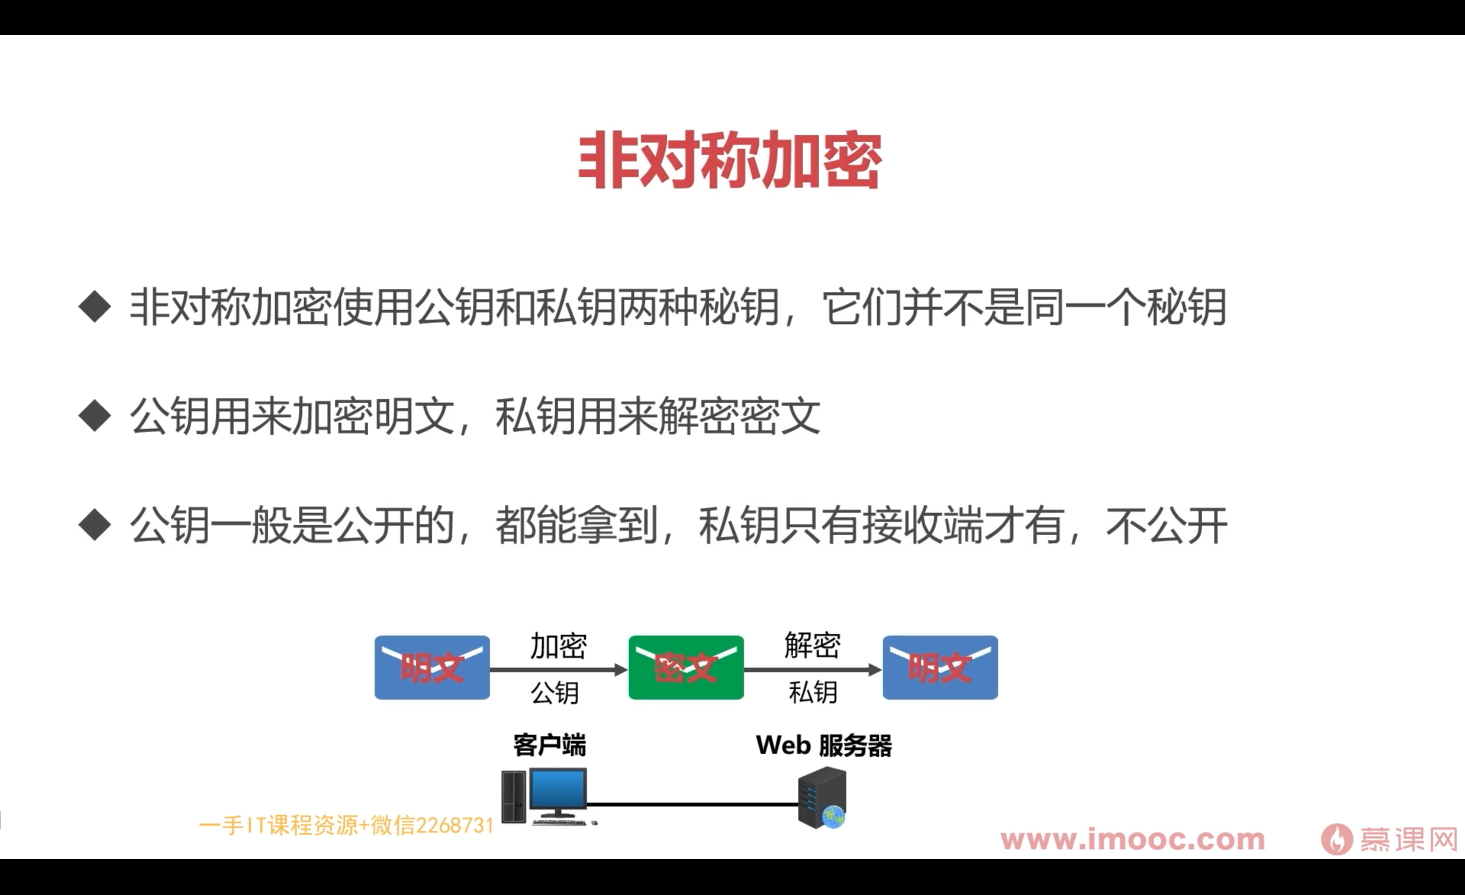 非对称加密
非对称加密使用公钥和私钥两种秘钥，它们并不是同一个秘钥
公钥用来加密明文，私钥用来解密密文
公钥一般是公开的，都能拿到，私钥只有接收端才有，不公开
加密 解密
明文 密文 明文
公钥 私钥
客户端 Web 服务器
一手IT课程资源+微信2268731
www.imooc.com 慕课网